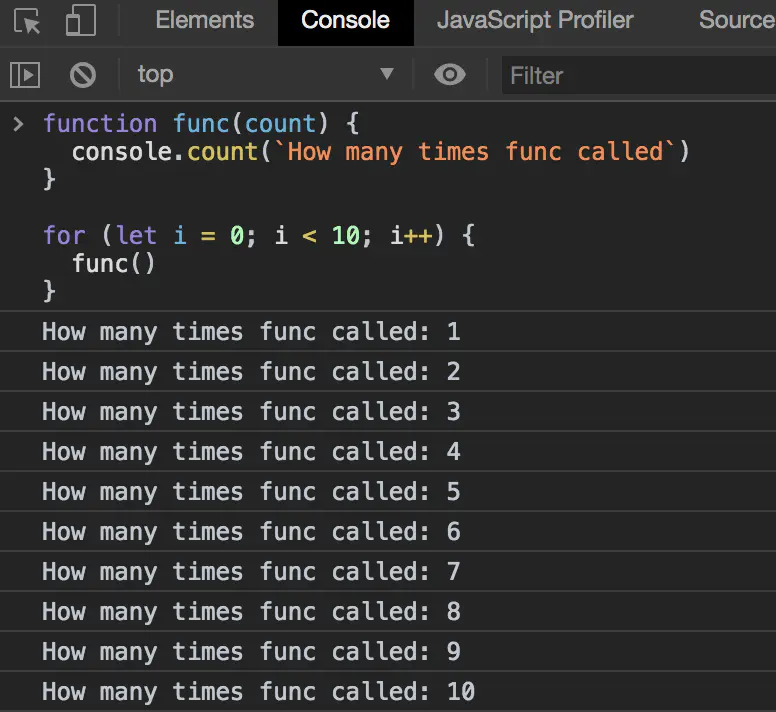 Elements Console JavaScript Profiler Source
top Filter
function func(count) {
  console.count(`How many times func called`)
}
for (let i = 0; i < 10; i++) {
  func()
}
How many times func called: 1
How many times func called: 2
How many times func called: 3
How many times func called: 4
How many times func called: 5
How many times func called: 6
How many times func called: 7
How many times func called: 8
How many times func called: 9
How many times func called: 10